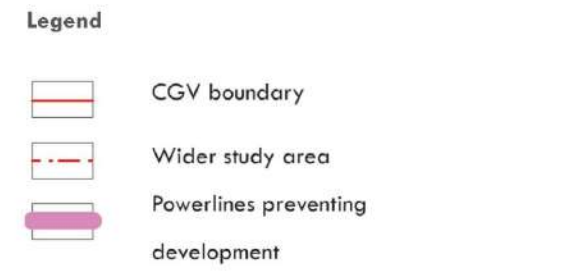 Legend
CGV boundary
Wider study area
Powerlines preventing
development